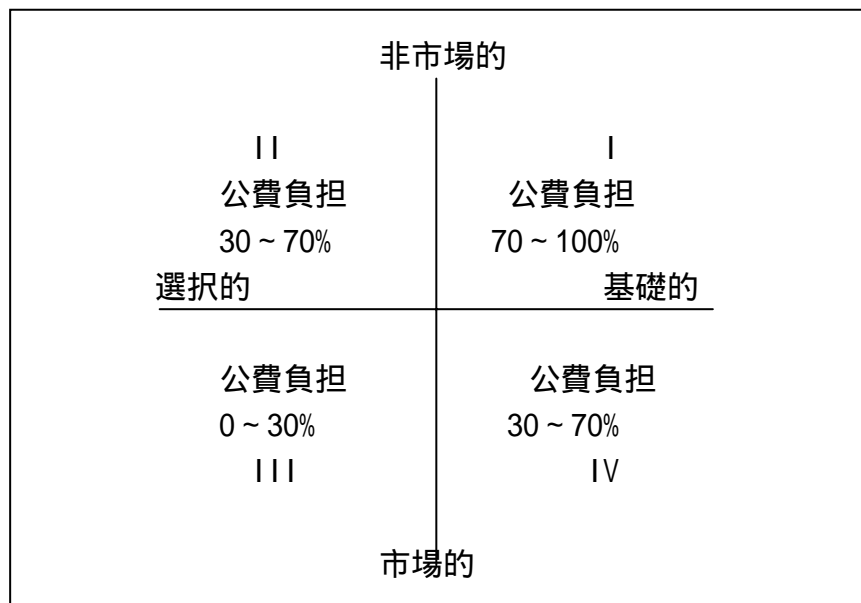 非市場的
II I
公費負担 公費負担
30~70% 70~100%
選択的 基礎的
公費負担 公費負担
0~30% 30~70%
III IV
市場的